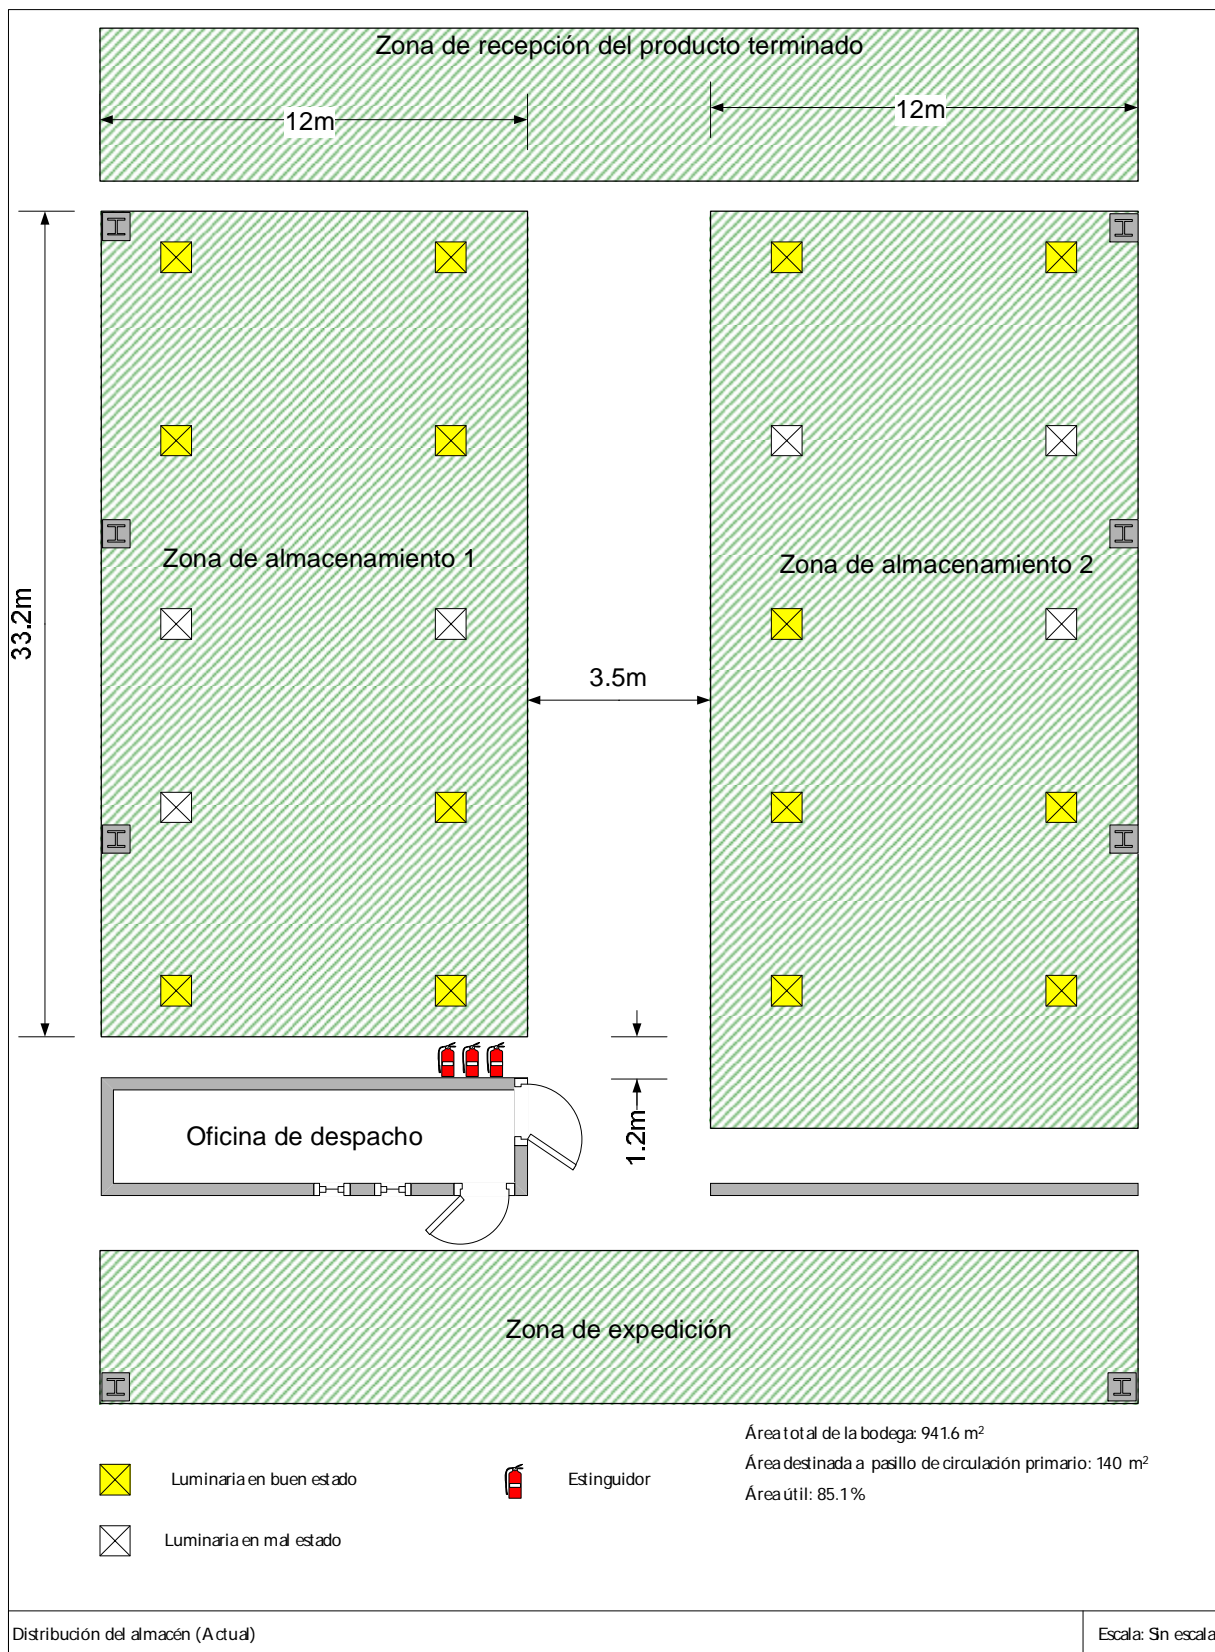 Zona de recepción del producto terminado
12m
12m
33.2m
Zona de almacenamiento 1
Zona de almacenamiento 2
3.5m
1.2m
Oficina de despacho
Zona de expedición
Área total de la bodega: 941.6 m²
Área destinada a pasillo de circulación primario: 140 m²
Área útil: 85.1%
Luminaria en buen estado
Estinguidor
Luminaria en mal estado
Distribución del almacén (Actual)
Escala: Sin escala